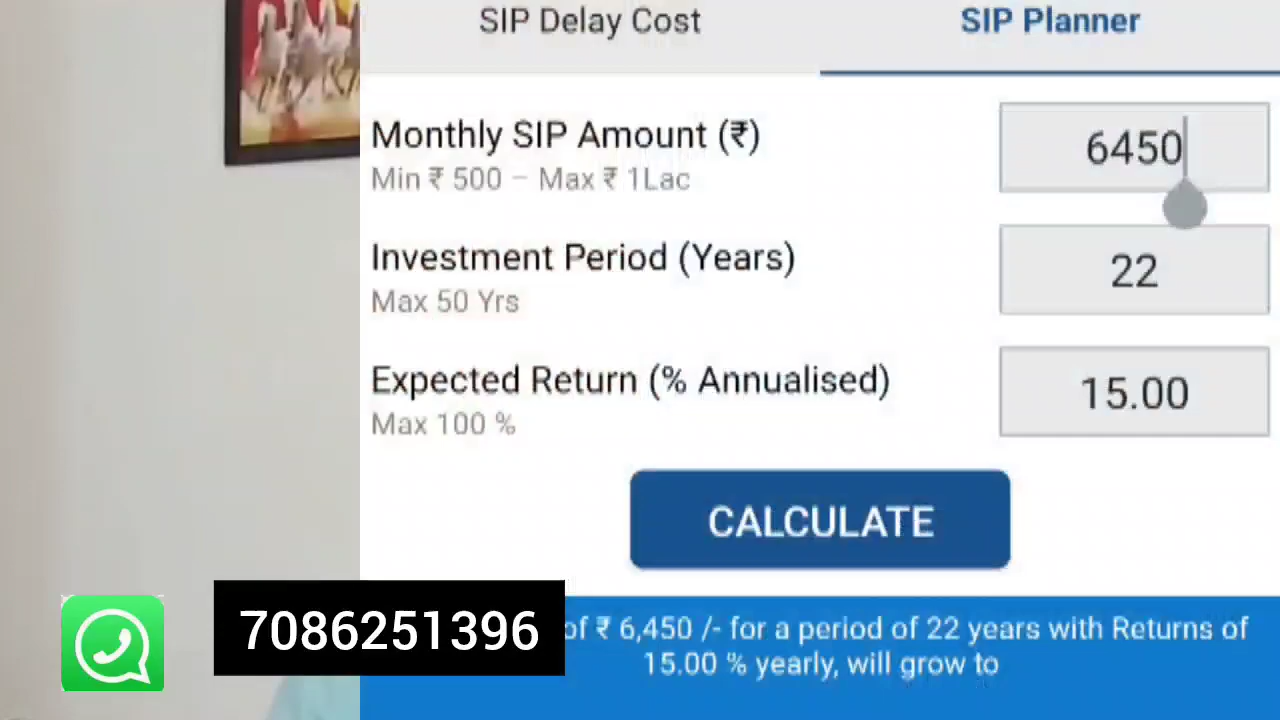 SIP Delay Cost
SIP Planner
Monthly SIP Amount (₹)
6450
Min ₹ 500 – Max ₹ 1Lac
Investment Period (Years)
22
Max 50 Yrs
Expected Return (% Annualised)
15.00
Max 100 %
CALCULATE
7086251396
of ₹ 6,450 /- for a period of 22 years with Returns of
15.00 % yearly, will grow to